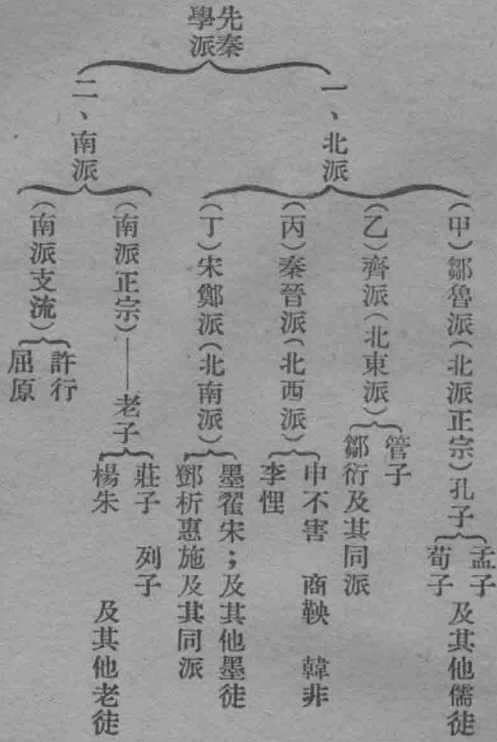 先秦
學派
一、北派
(甲)鄒魯派(北派正宗)孔子
孟子
荀子
及其他儒徒
(乙)齊派(北東派)
管子
鄒衍及其同派
(丙)秦晉派(北西派)
申不害 商鞅 韓非
李悝
(丁)宋鄭派(北南派)
墨翟宋；及其他墨徒
鄧析惠施及其同派
二、南派
(南派正宗)——老子
莊子 列子
楊朱
及其他老徒
(南派支流)
許行
屈原